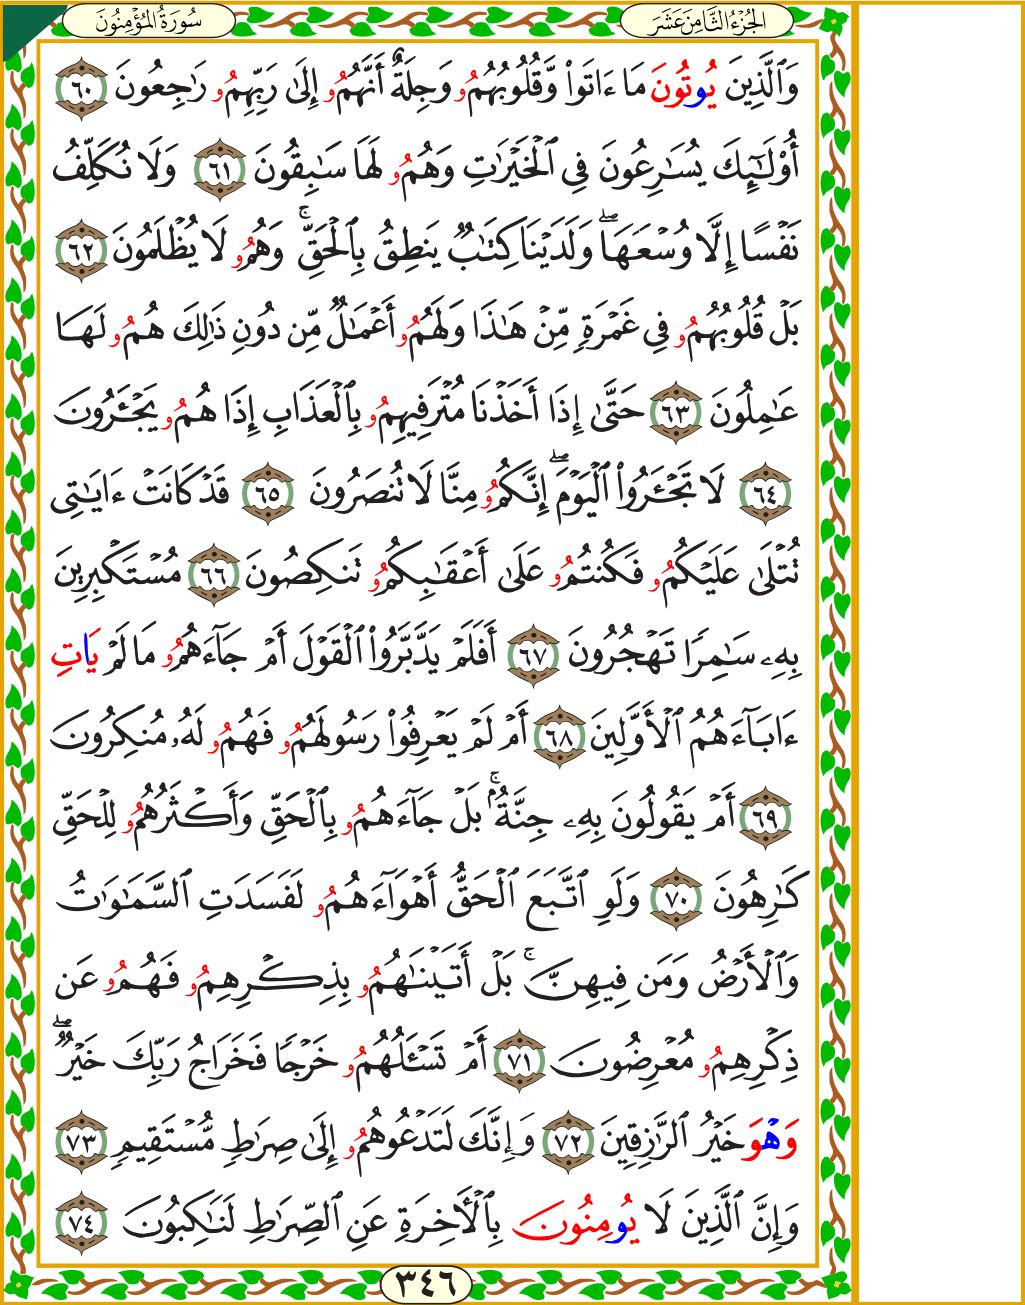 الجُزْءُ الثَّامِنَ عَشَرَ
سُورَةُ المُؤْمِنُونَ
وَالَّذِينَ يُوتُونَ مَا ءَاتَوا۟ وَّقُلُوبُهُمُۥ وَجِلَةٌ أَنَّهُمُۥ إِلَىٰ رَبِّهِمُۥ رَٰجِعُونَ ٦٠
أُو۟لَـٰٓئِكَ يُسَـٰرِعُونَ فِى ٱلْخَيْرَٰتِ وَهُمُۥ لَهَا سَـٰبِقُونَ ٦١ وَلَا نُكَلِّفُ
نَفْسًا إِلَّا وُسْعَهَا ۖ وَلَدَيْنَا كِتَـٰبٌ يَنطِقُ بِٱلْحَقِّ ۚ وَهُمُۥ لَا يُظْلَمُونَ ٦٢
بَلْ قُلُوبُهُمُۥ فِى غَمْرَةٍ مِّنْ هَـٰذَا وَلَهُمُۥ أَعْمَـٰلٌ مِّن دُونِ ذَٰلِكَ هُمُۥ لَهَا
عَـٰمِلُونَ ٦٣ حَتَّىٰ إِذَا أَخَذْنَا مُتْرَفِيهِمُۥ بِٱلْعَذَابِ إِذَا هُمُۥ يَجْـَٔرُونَ
٦٤ لَا تَجْـَٔرُوا۟ ٱلْيَوْمَ ۖ إِنَّكُمُۥ مِنَّا لَا تُنصَرُونَ ٦٥ قَدْ كَانَتْ ءَايَـٰتِى
تُتْلَىٰ عَلَيْكُمُۥ فَكُنتُمُۥ عَلَىٰ أَعْقَـٰبِكُمُۥ تَنكِصُونَ ٦٦ مُسْتَكْبِرِينَ
بِهِۦ سَـٰمِرًا تَهْجُرُونَ ٦٧ أَفَلَمْ يَدَّبَّرُوا۟ ٱلْقَوْلَ أَمْ جَآءَهُمُۥ مَا لَمْ يَاتِ
ءَابَآءَهُمُ ٱلْأَوَّلِينَ ٦٨ أَمْ لَمْ يَعْرِفُوا۟ رَسُولَهُمُۥ فَهُمُۥ لَهُۥ مُنكِرُونَ
٦٩ أَمْ يَقُولُونَ بِهِۦ جِنَّةٌۢ ۚ بَلْ جَآءَهُمُۥ بِٱلْحَقِّ وَأَكْثَرُهُمُۥ لِلْحَقِّ
كَـٰرِهُونَ ٧٠ وَلَوِ ٱتَّبَعَ ٱلْحَقُّ أَهْوَآءَهُمُۥ لَفَسَدَتِ ٱلسَّمَـٰوَٰتُ
وَٱلْأَرْضُ وَمَن فِيهِنَّ ۚ بَلْ أَتَيْنَـٰهُمُۥ بِذِكْرِهِمُۥ فَهُمُۥ عَن
ذِكْرِهِمُۥ مُعْرِضُونَ ٧١ أَمْ تَسْـَٔلُهُمُۥ خَرْجًا فَخَرَاجُ رَبِّكَ خَيْرٌ ۖ
وَهْوَ خَيْرُ ٱلرَّٰزِقِينَ ٧٢ وَإِنَّكَ لَتَدْعُوهُمُۥ إِلَىٰ صِرَٰطٍ مُّسْتَقِيمٍ ٧٣
وَإِنَّ ٱلَّذِينَ لَا يُومِنُونَ بِٱلْأَخِرَةِ عَنِ ٱلصِّرَٰطِ لَنَـٰكِبُونَ ٧٤
٣٤٦